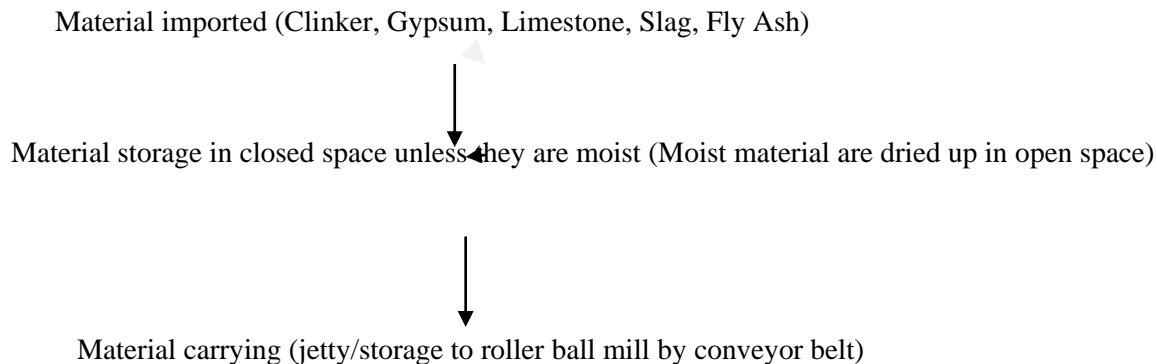 Material imported (Clinker, Gypsum, Limestone, Slag, Fly Ash)
Material storage in closed space unless they are moist (Moist material are dried up in open space)
Material carrying (jetty/storage to roller ball mill by conveyor belt)